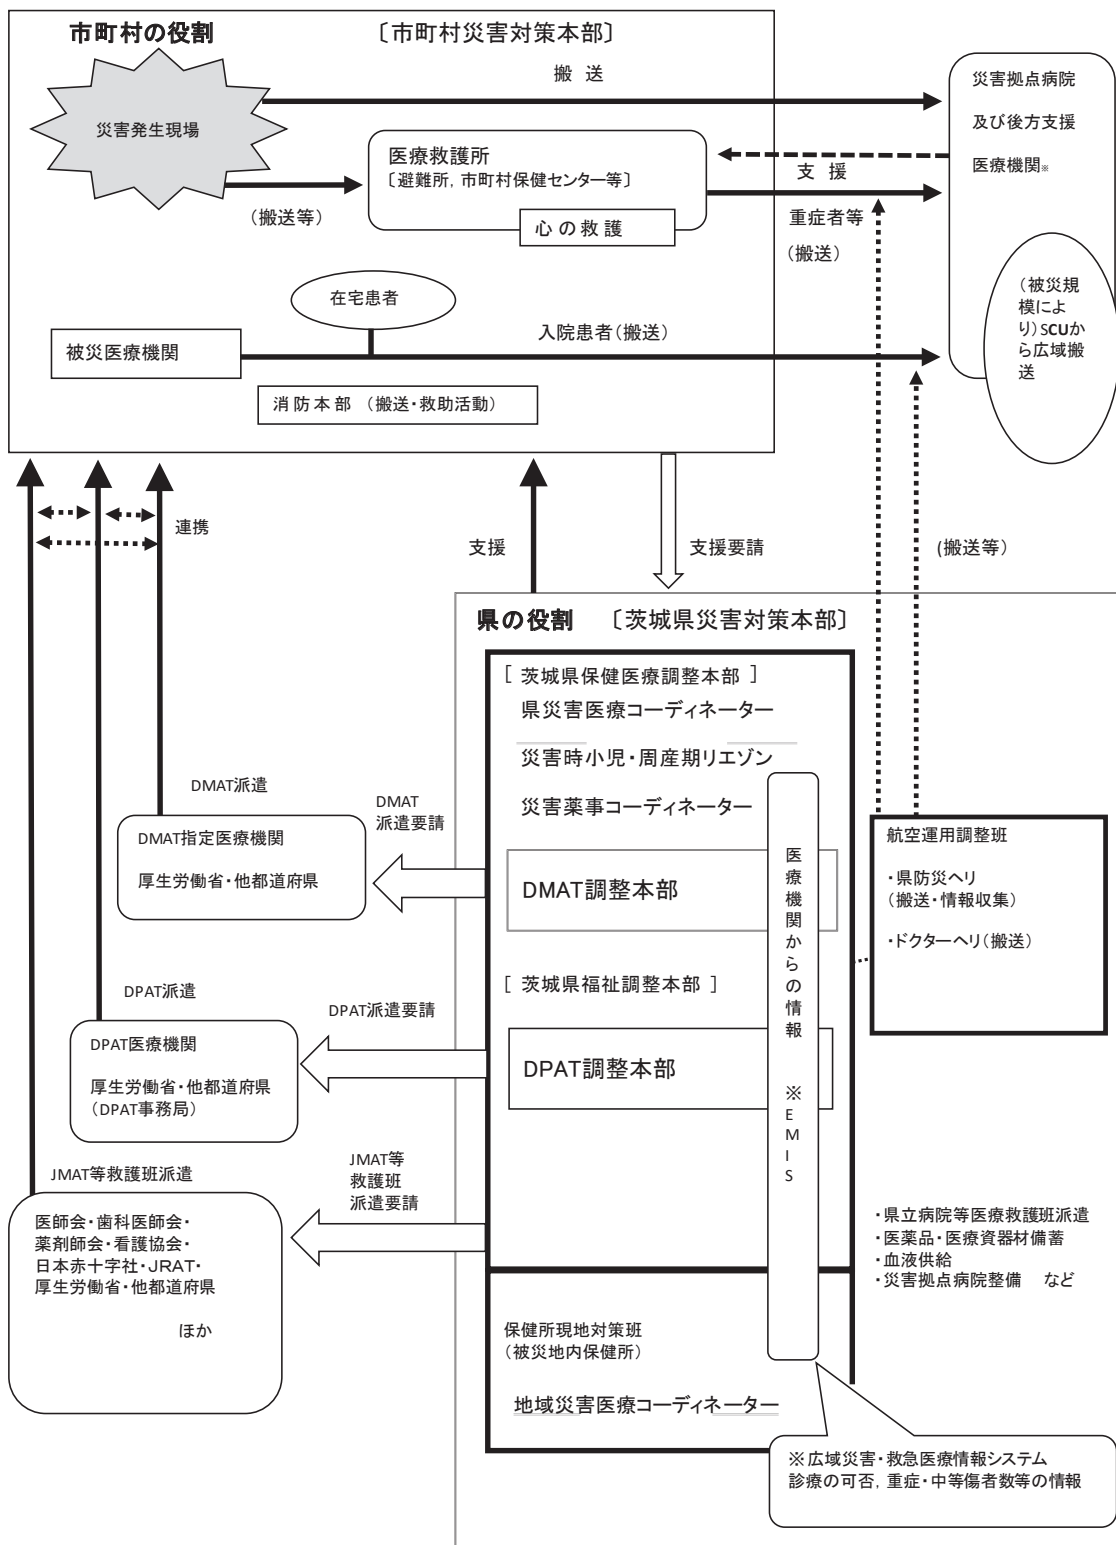 市町村の役割 〔市町村災害対策本部〕
搬 送
災害発生現場
災害拠点病院
及び後方支援
医療機関※
医療救護所
〔避難所，市町村保健センター等〕
心の救護
支 援
(搬送等)
重症者等
(搬送)
在宅患者
(被災規
模によ
り)SCUか
ら広域搬
送
被災医療機関
入院患者(搬送)
消防本部 （搬送・救助活動）
連携
支援
支援要請
(搬送等)
県の役割 〔茨城県災害対策本部〕
［ 茨城県保健医療調整本部 ］
県災害医療コーディネーター
災害時小児・周産期リエゾン
災害薬事コーディネーター
DMAT派遣
DMAT
派遣要請
DMAT指定医療機関
厚生労働省・他都道府県
DMAT調整本部
医療機関からの情報 ※EMIS
航空運用調整班
・県防災ヘリ
(搬送・情報収集)
・ドクターヘリ(搬送)
［ 茨城県福祉調整本部 ］
DPAT派遣
DPAT派遣要請
DPAT医療機関
厚生労働省・他都道府県
（DPAT事務局）
DPAT調整本部
JMAT等救護班派遣
JMAT等
救護班
派遣要請
医師会・歯科医師会・
薬剤師会・看護協会・
日本赤十字社・JRAT・
厚生労働省・他都道府県
ほか
・県立病院等医療救護班派遣
・医薬品・医療資器材備蓄
・血液供給
・災害拠点病院整備 など
保健所現地対策班
（被災地内保健所）
地域災害医療コーディネーター
※広域災害・救急医療情報システム
診療の可否，重症・中等傷者数等の情報